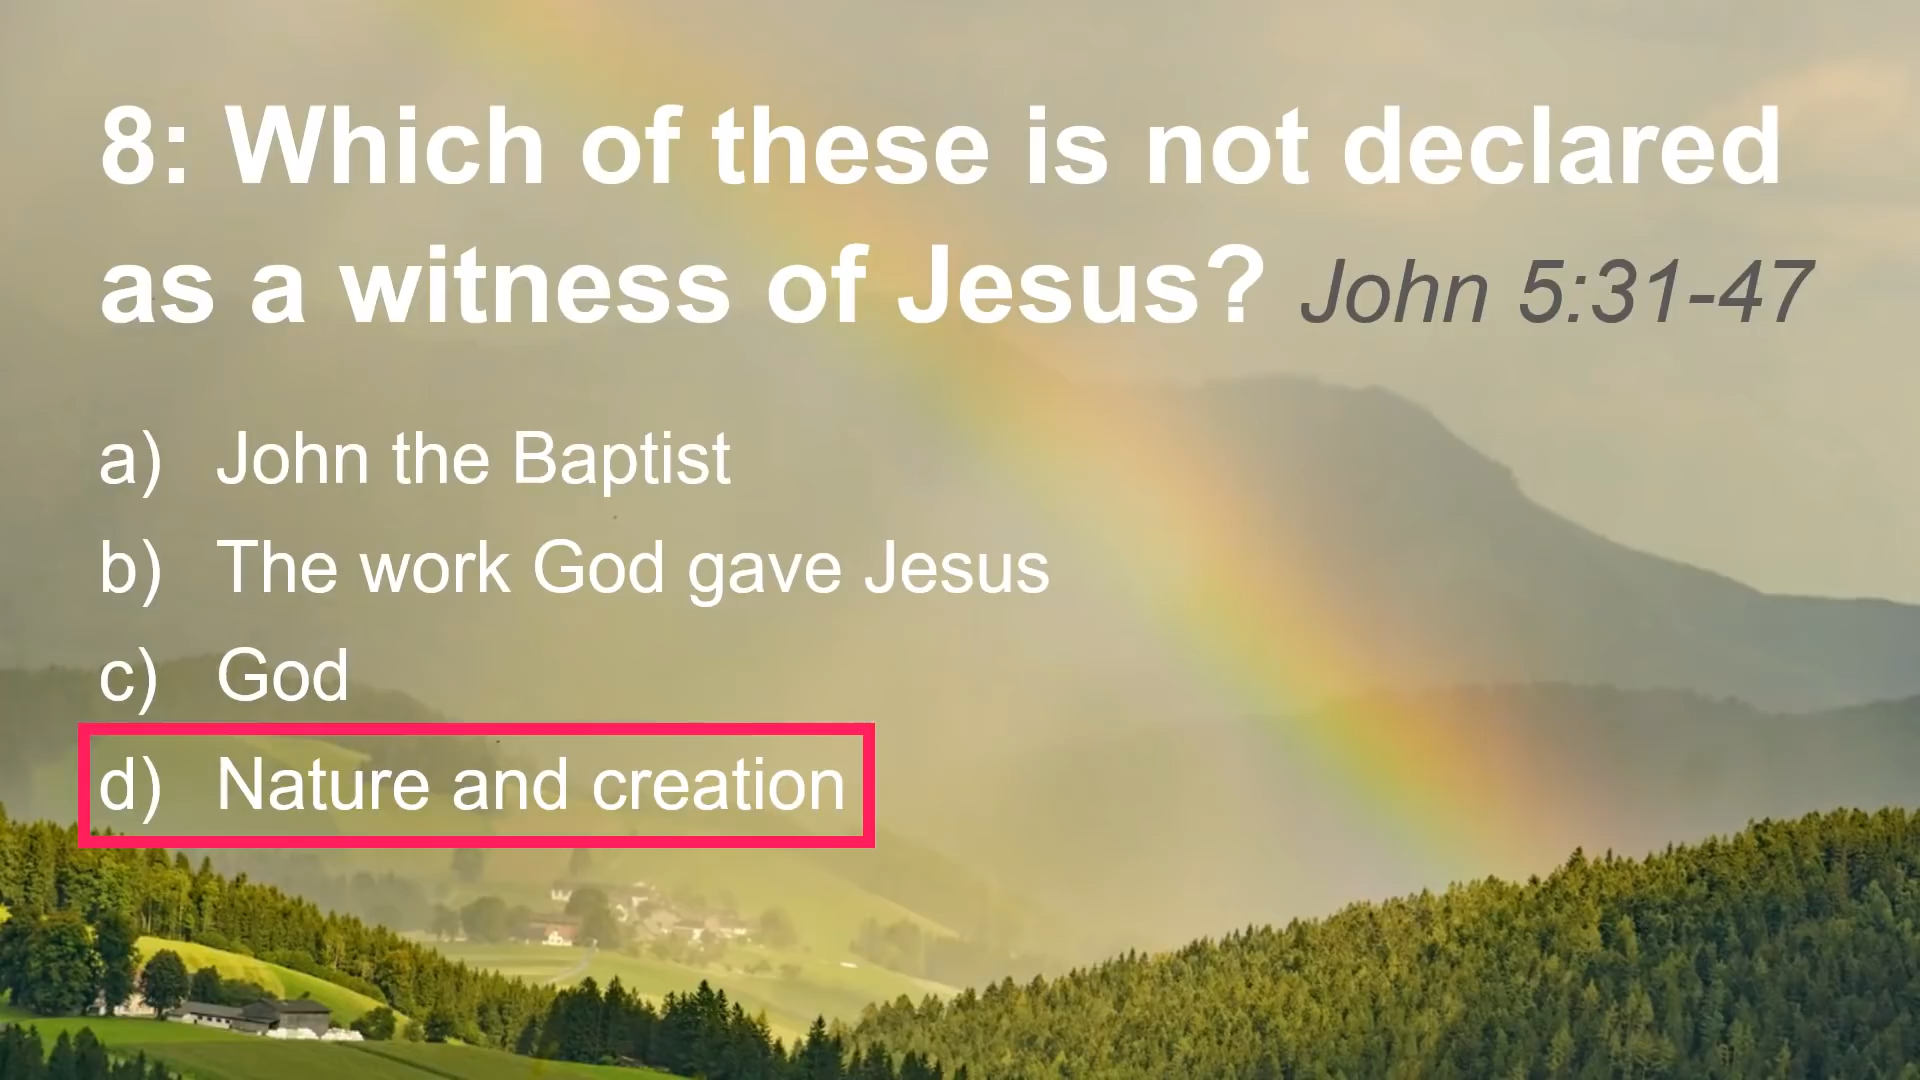 8: Which of these is not declared
as a witness of Jesus? John 5:31-47
a) John the Baptist
b) The work God gave Jesus
c) God
d) Nature and creation